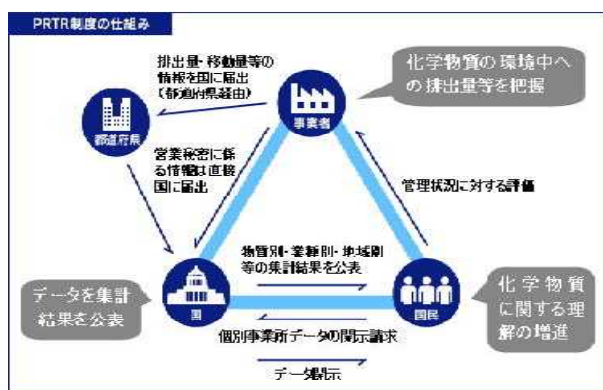 PRTR制度の仕組み
排出量・移動量等の
情報を国に届出
(都道府県経由)
化学物質の環境中へ
の排出量等を把握
事業者
都道府県
営業秘密に係
る情報は直接
国に届出
管理状況に対する評価
物質別・業種別・地域別
等の集計結果を公表
データを集計
結果を公表
国
国民
化学物質
に関する理
解の増進
個別事業所データの開示請求
データ開示